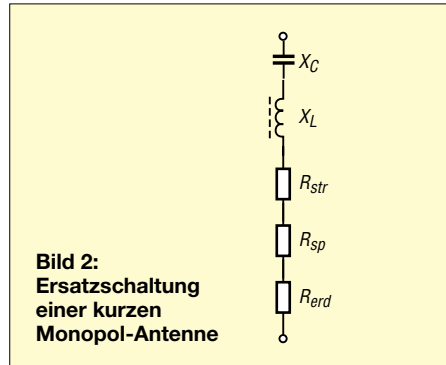 X_C
X_L
R_str
R_sp
R_erd
Bild 2:
Ersatzschaltung
einer kurzen
Monopol-Antenne